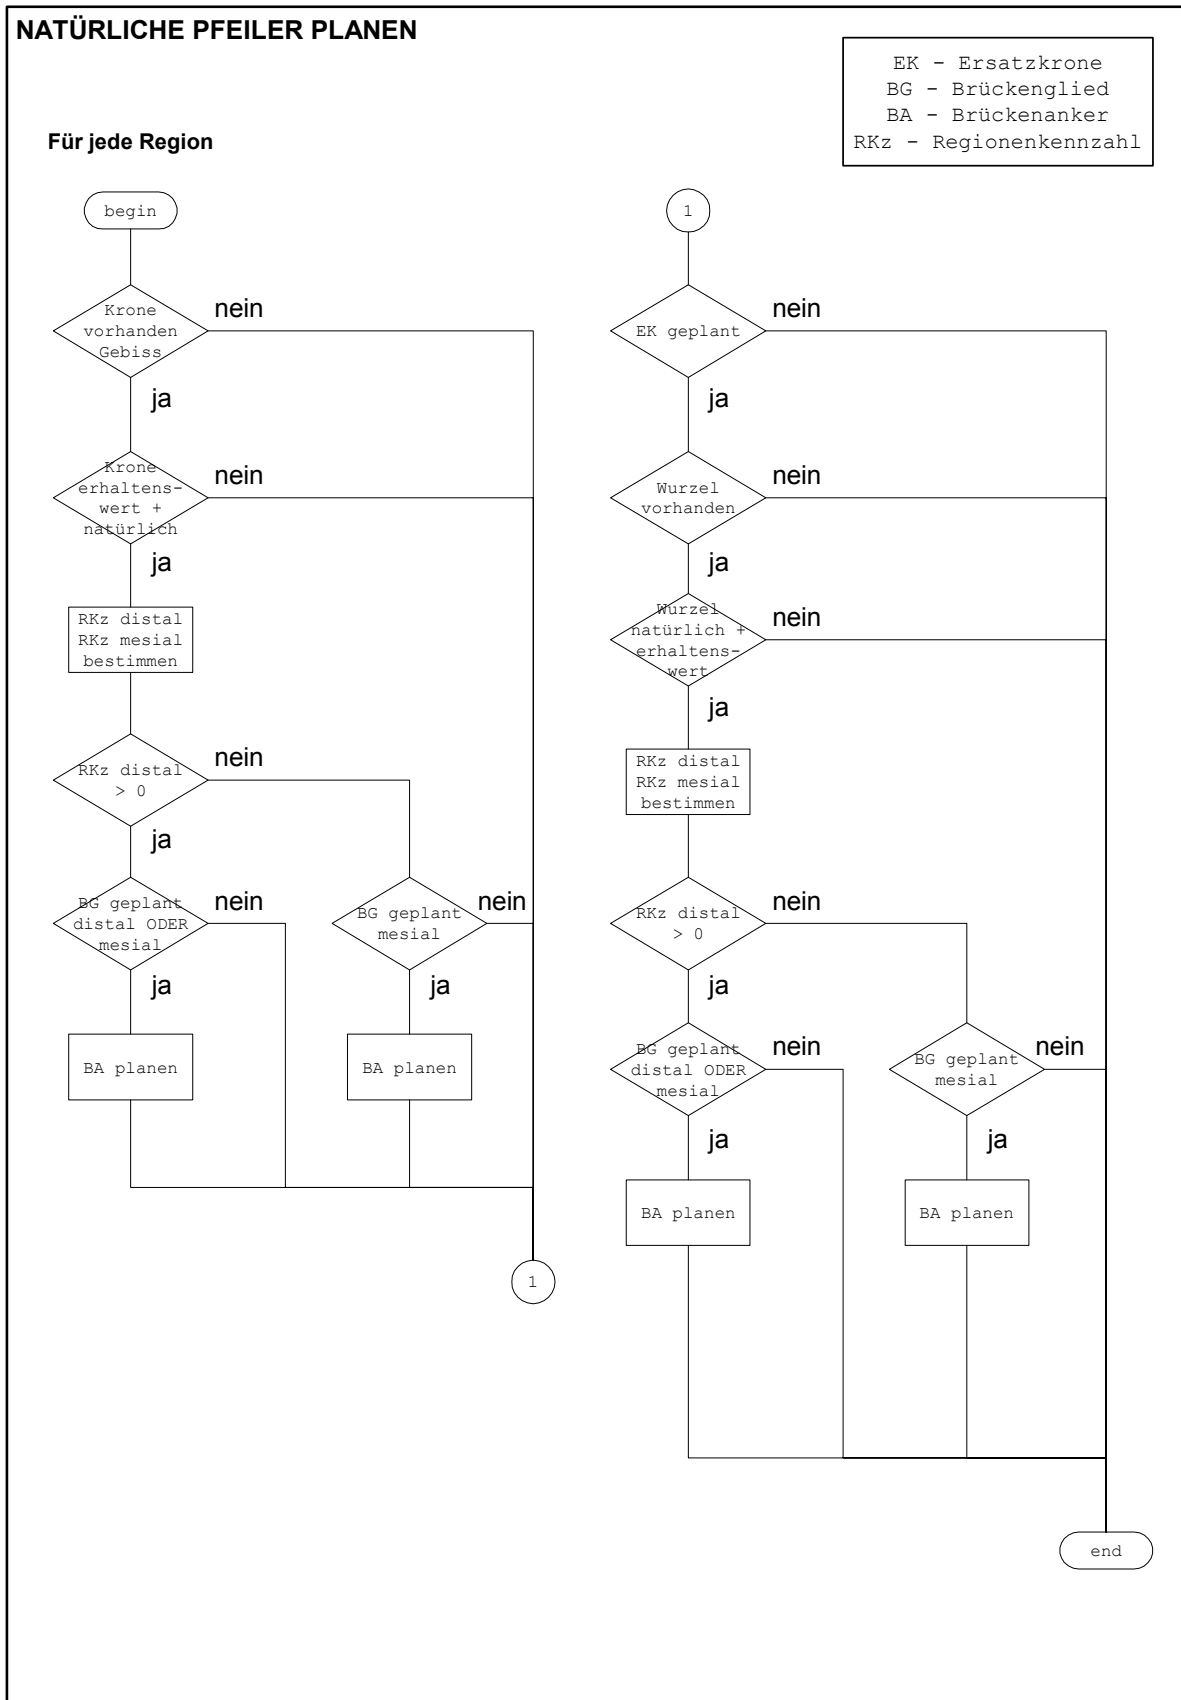 NATÜRLICHE PFEILER PLANEN
EK - Ersatzkrone
BG - Brückenglied
BA - Brückenanker
RKz - Regionenkennzahl
Für jede Region
begin
Krone
vorhanden
Gebiss
nein
ja
Krone
erhaltens-
wert +
natürlich
nein
ja
RKz distal
RKz mesial
bestimmen
RKz distal
> 0
nein
ja
BG geplant
distal ODER
mesial
nein
ja
BA planen
BG geplant
mesial
nein
ja
BA planen
1
1
EK geplant
nein
ja
Wurzel
vorhanden
nein
ja
Wurzel
natürlich +
erhaltens-
wert
nein
ja
RKz distal
RKz mesial
bestimmen
RKz distal
> 0
nein
ja
BG geplant
distal ODER
mesial
nein
ja
BA planen
BG geplant
mesial
nein
ja
BA planen
end